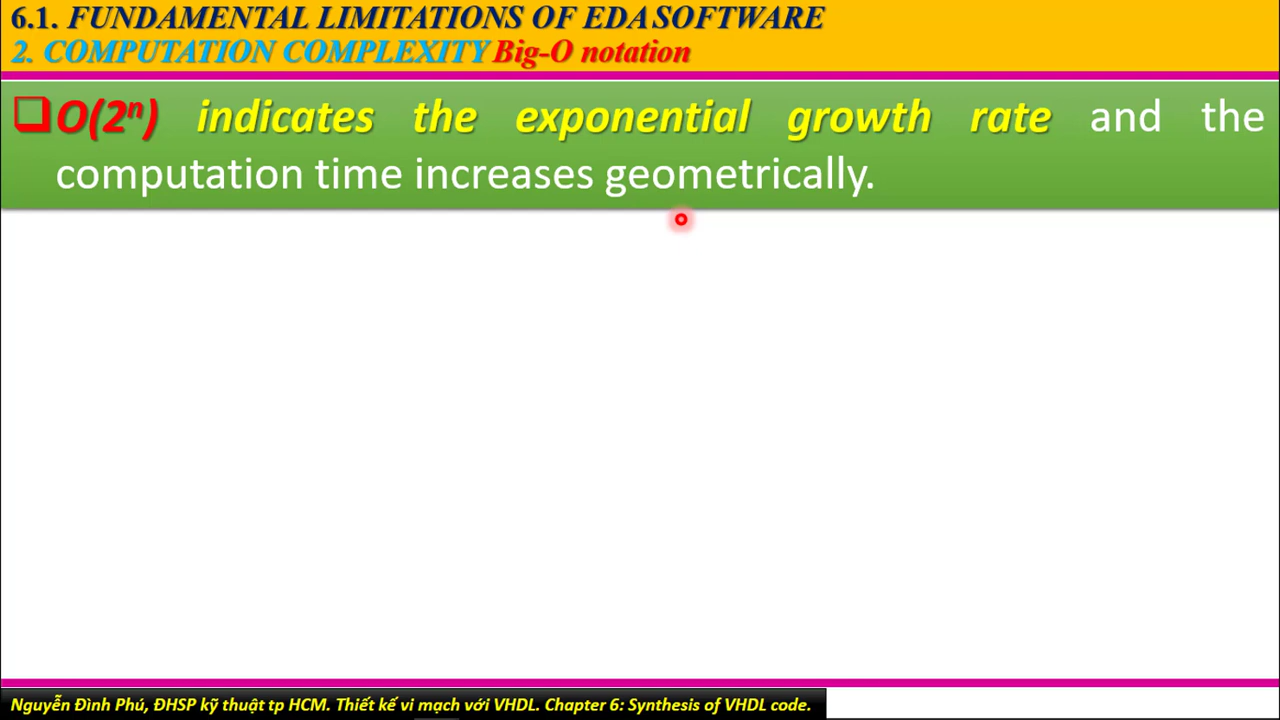 6.1. FUNDAMENTAL LIMITATIONS OF EDA SOFTWARE
2. COMPUTATION COMPLEXITY Big-O notation
❑O(2ⁿ) indicates the exponential growth rate and the
computation time increases geometrically.
Nguyễn Đình Phú, ĐHSP kỹ thuật tp HCM. Thiết kế vi mạch với VHDL. Chapter 6: Synthesis of VHDL code.